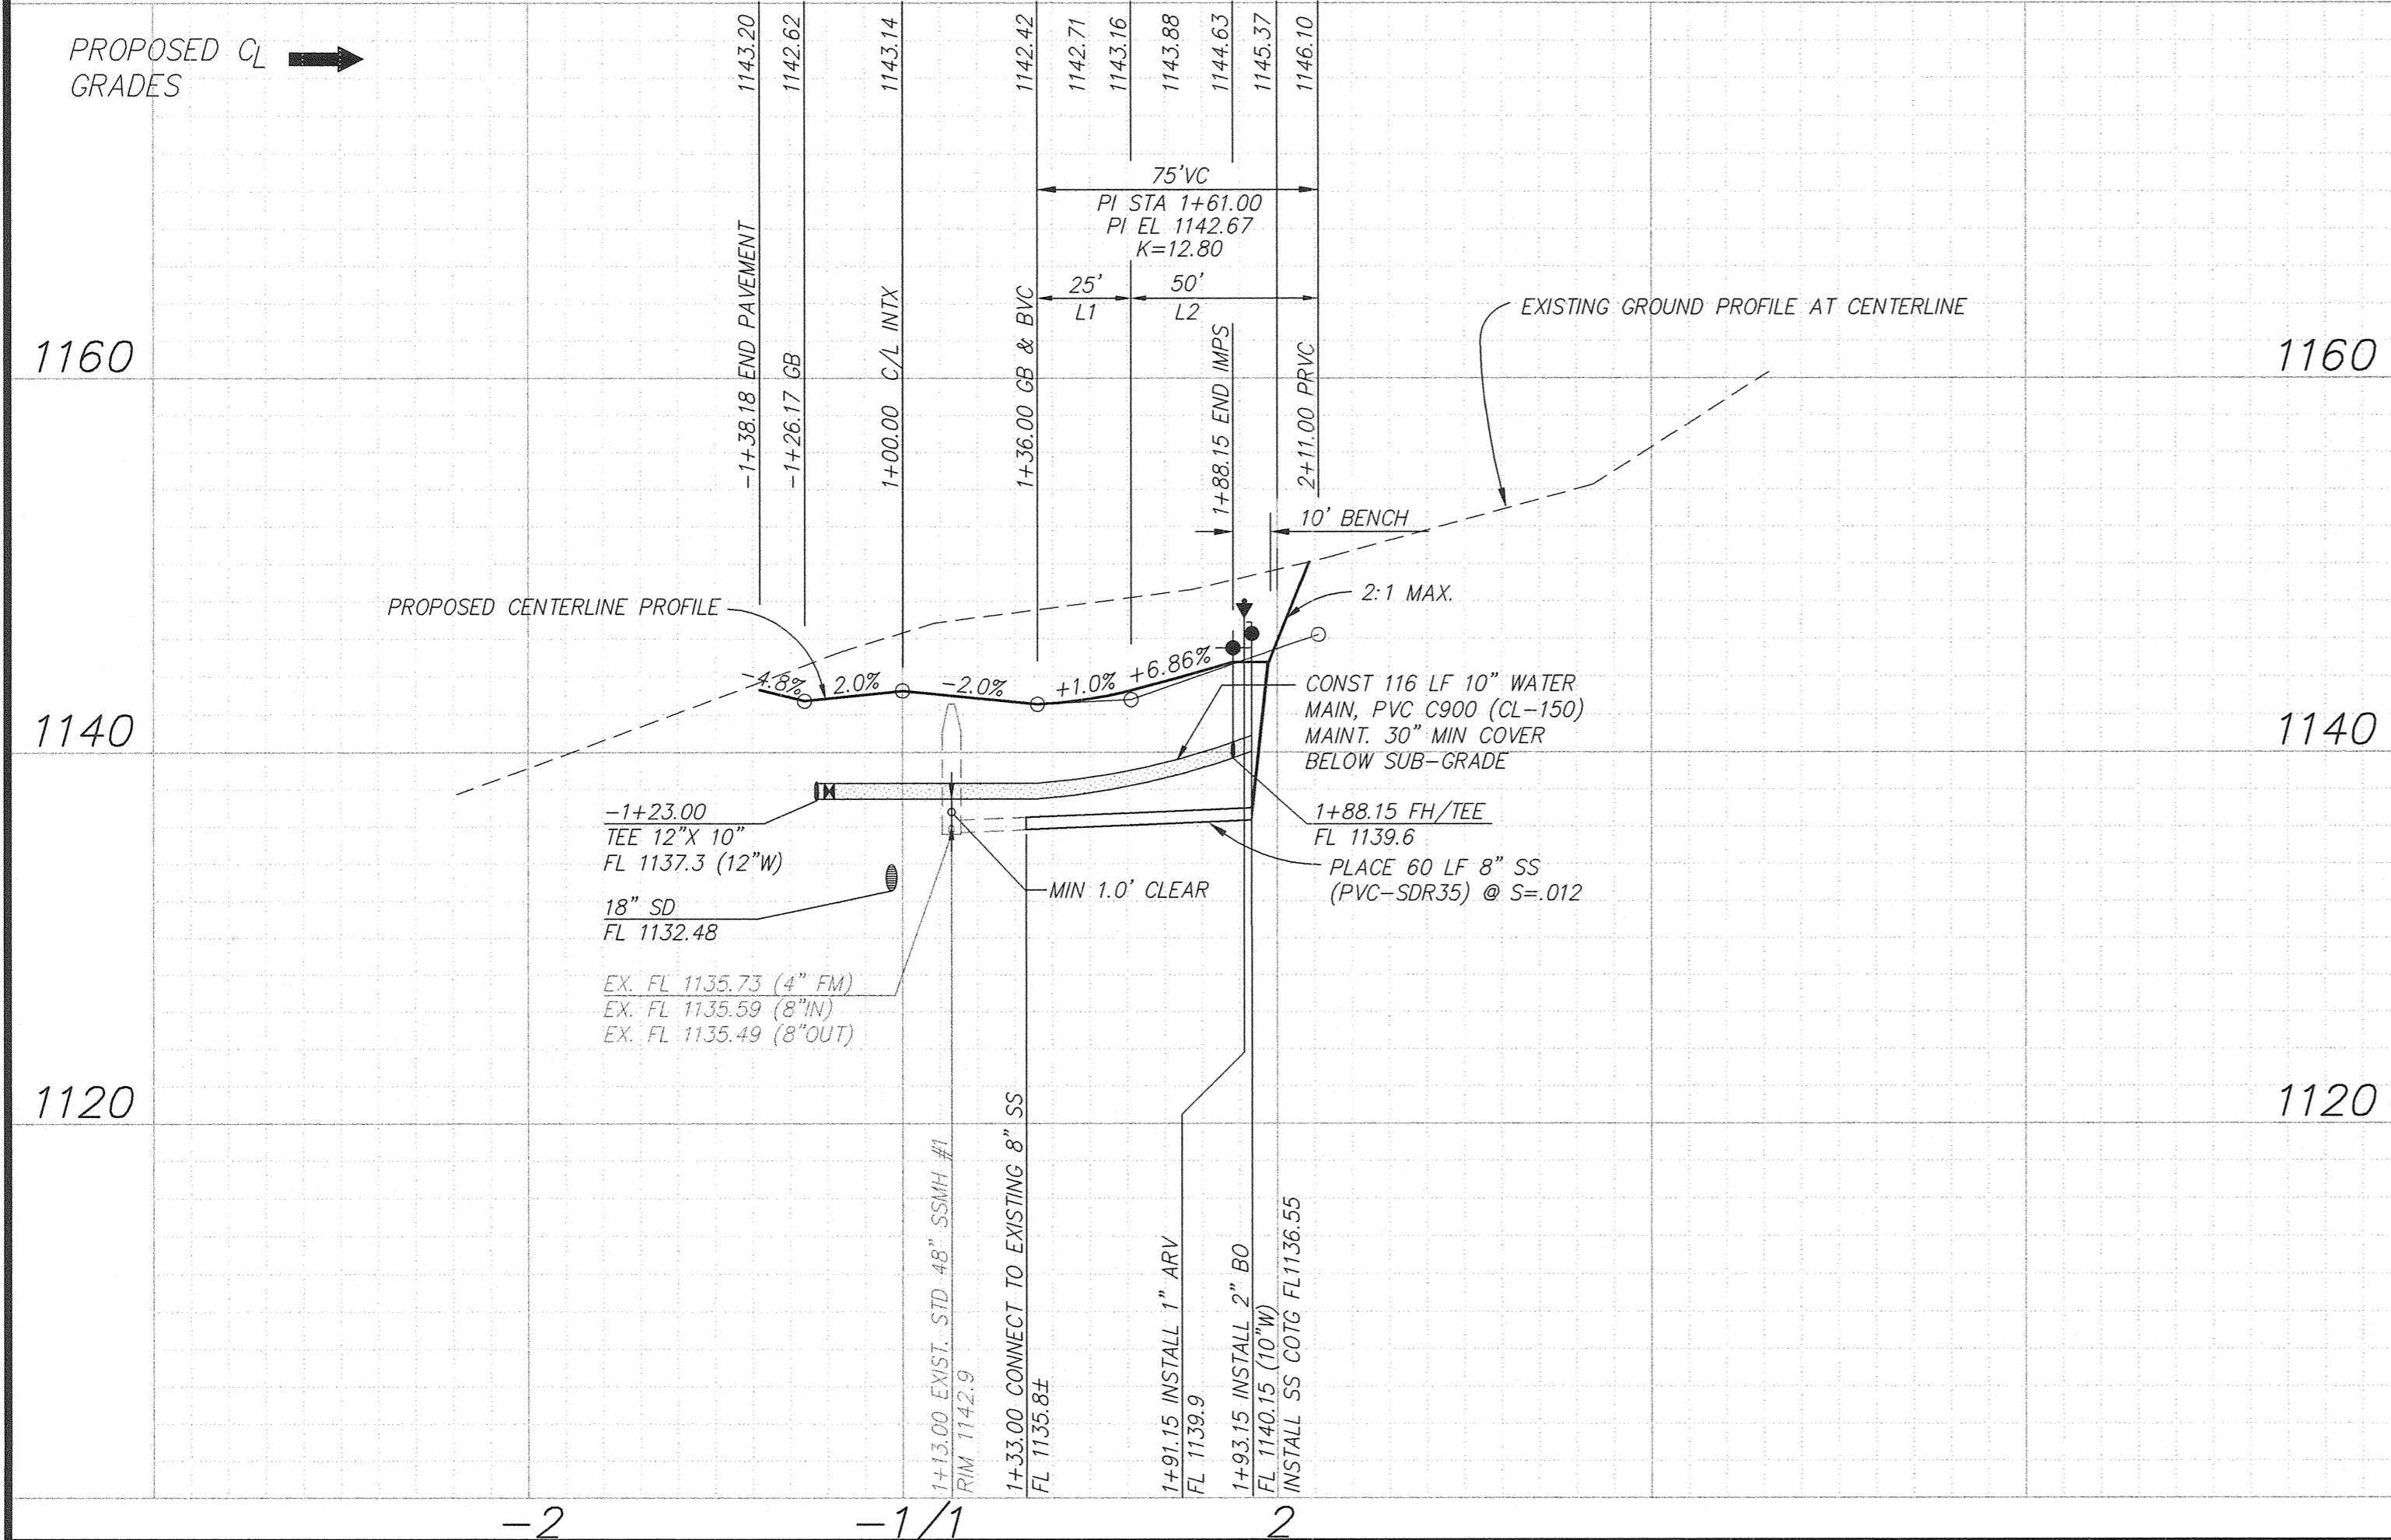 PROPOSED CL
GRADES
1143.20
1142.62
1143.14
1142.42
1142.71
1143.16
1143.88
1144.63
1145.37
1146.10
75'VC
PI STA 1+61.00
PI EL 1142.67
K=12.80
25'
50'
L1
L2
-1+38.18 END PAVEMENT
-1+26.17 GB
1+00.00 C/L INTX
1+36.00 GB & BVC
1+88.15 END IMPS
2+11.00 PRVC
EXISTING GROUND PROFILE AT CENTERLINE
1160
1160
10' BENCH
PROPOSED CENTERLINE PROFILE
2:1 MAX.
-4.8%
2.0%
-2.0%
+1.0%
+6.86%
CONST 116 LF 10" WATER
MAIN, PVC C900 (CL-150)
MAINT. 30" MIN COVER
BELOW SUB-GRADE
1140
1140
-1+23.00
TEE 12"X 10"
FL 1137.3 (12"W)
1+88.15 FH/TEE
FL 1139.6
PLACE 60 LF 8" SS
(PVC-SDR35) @ S=.012
MIN 1.0' CLEAR
18" SD
FL 1132.48
EX. FL 1135.73 (4" FM)
EX. FL 1135.59 (8"IN)
EX. FL 1135.49 (8"OUT)
1120
1120
1+13.00 EXIST. STD 48" SSMH #1
RIM 1142.9
1+33.00 CONNECT TO EXISTING 8" SS
FL 1135.8±
1+91.15 INSTALL 1" ARV
FL 1139.9
1+93.15 INSTALL 2" BO
FL 1140.15 (10"W)
INSTALL SS COTG FL1136.55
-2
-1/1
2